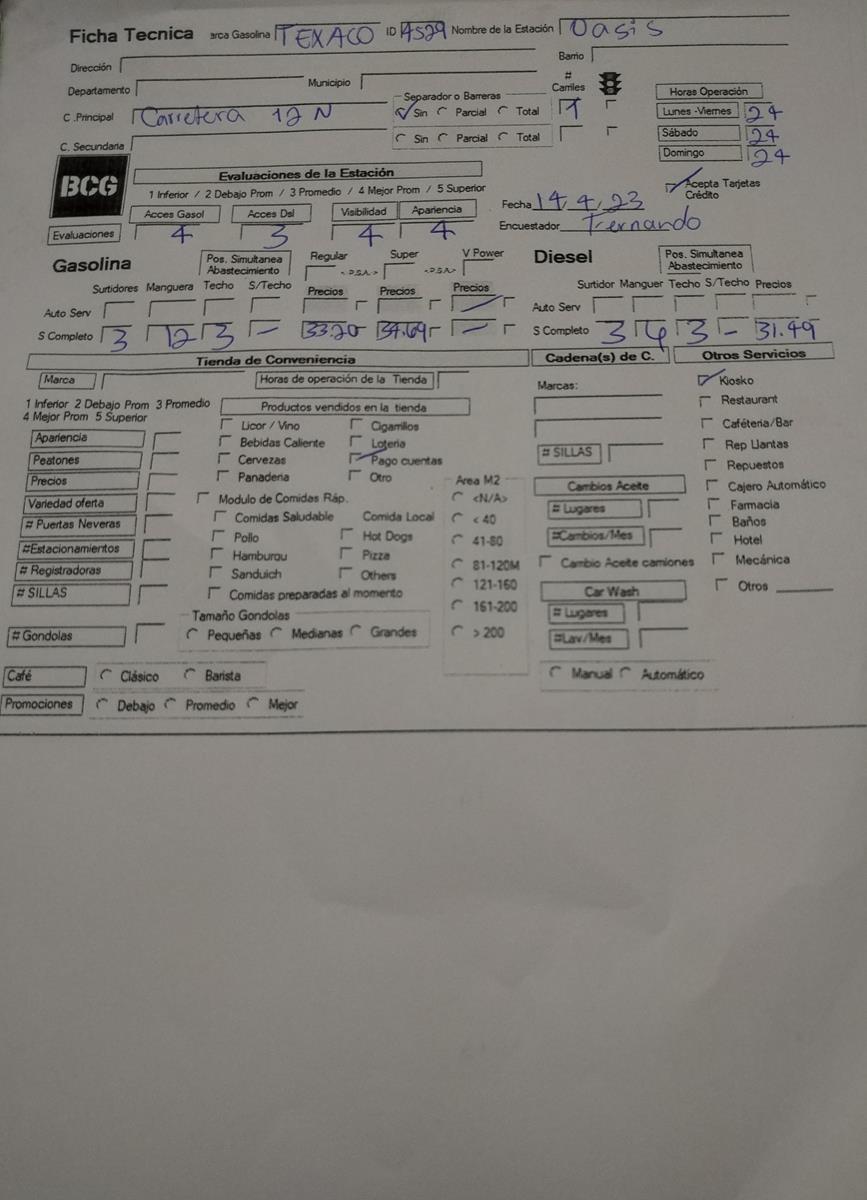 Ficha Tecnica arca Gasolina TEXACO ID 4529 Nombre de la Estación Oasis
Dirección Barrio
Departamento Municipio # Carriles Horas Operación
Separador o Barreras
C .Principal Carretera 12 N Sin Parcial Total 1 Lunes -Viernes 24
C. Secundaria Sin Parcial Total Sábado 24
Domingo 24
BCG Evaluaciones de la Estación
1 Inferior / 2 Debajo Prom / 3 Promedio / 4 Mejor Prom / 5 Superior Acepta Tarjetas Crédito
Acces Gasol Acces Dsl Visibilidad Apariencia Fecha 14, 4, 23
Evaluaciones 4 3 4 4 Encuestador Fernando
Gasolina Pos. Simultanea Abastecimiento Regular Super V Power Diesel Pos. Simultanea Abastecimiento
<.P.S.A.> <.P.S.A.>
Surtidores Manguera Techo S/Techo Precios Precios Precios Surtidor Manguer Techo S/Techo Precios
Auto Serv Auto Serv
S Completo 3 12 3 - 33.20 34.69 - S Completo 3 4 3 - 31.49
Tienda de Conveniencia Cadena(s) de C. Otros Servicios
Marca Horas de operación de la Tienda Marcas: Kiosko
1 Inferior 2 Debajo Prom 3 Promedio Productos vendidos en la tienda Restaurant
4 Mejor Prom 5 Superior Licor / Vino Cigarrilos Caféteria/Bar
Apariencia Bebidas Caliente Loteria Rep Llantas
Peatones Cervezas Pago cuentas # SILLAS Repuestos
Precios Panaderia Otro Area M2 Cambios Aceite Cajero Automático
Variedad oferta Modulo de Comidas Ráp. <N/A> # Lugares Farmacia
# Puertas Neveras Comidas Saludable Comida Local < 40 Baños
#Estacionamientos Pollo Hot Dogs 41-80 #Cambios/Mes Hotel
# Registradoras Hamburqu Pizza 81-120M Cambio Aceite camiones Mecánica
# SILLAS Sanduich Others 121-160 Car Wash Otros
Comidas preparadas al momento 161-200 # Lugares
Tamaño Gondolas
# Gondolas Pequeñas Medianas Grandes > 200 #Lav/Mes
Café Clásico Barista Manual Automático
Promociones Debajo Promedio Mejor